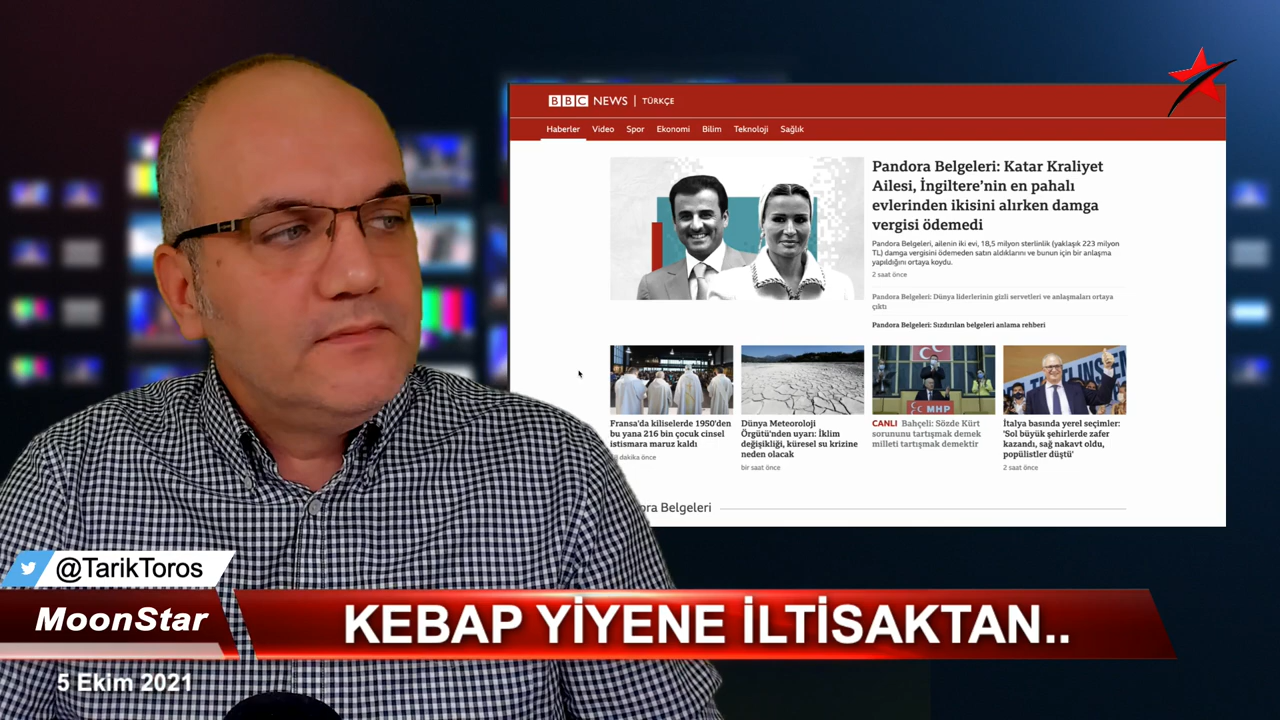 BBC NEWS | TÜRKÇE
Haberler Video Spor Ekonomi Bilim Teknoloji Sağlık
Pandora Belgeleri: Katar Kraliyet
Ailesi, İngiltere'nin en pahalı
evlerinden ikisini alırken damga
vergisi ödemedi
Pandora Belgeleri, ailenin iki evi, 18,5 milyon sterlinlik (yaklaşık 223 milyon
TL) damga vergisini ödemeden satın aldıklarını ve bunun için bir anlaşma
yapıldığını ortaya koydu.
2 saat önce
Pandora Belgeleri: Dünya liderlerinin gizli servetleri ve anlaşmaları ortaya
çıktı
Pandora Belgeleri: Sızdırılan belgeleri anlama rehberi
MHP
Fransa'da kiliselerde 1950'den
bu yana 216 bin çocuk cinsel
istismara maruz kaldı
dakika önce
Dünya Meteoroloji
Örgütü'nden uyarı: İklim
değişikliği, küresel su krizine
neden olacak
bir saat önce
CANLI Bahçeli: Sözde Kürt
sorununu tartışmak demek
milleti tartışmak demektir
İtalya basında yerel seçimler:
'Sol büyük şehirlerde zafer
kazandı, sağ nakavt oldu,
popülistler düştü'
2 saat önce
ora Belgeleri
@TarikToros
MoonStar
KEBAP YİYENE İLTİSAKTAN..
5 Ekim 2021